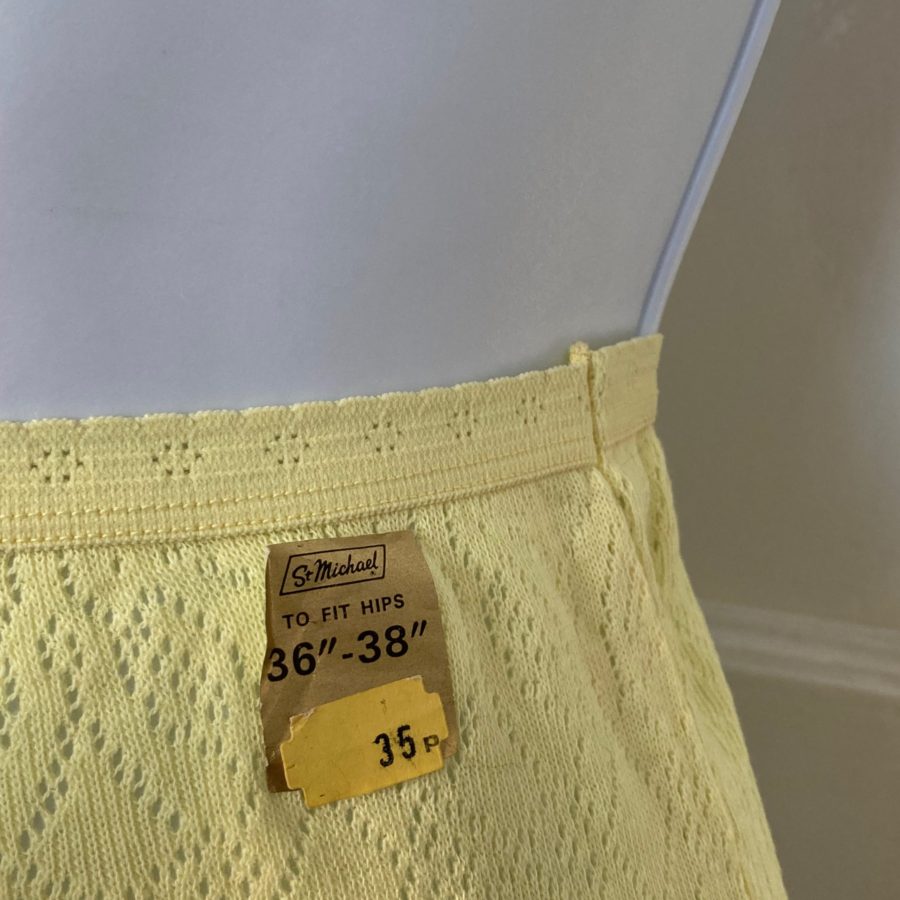 St Michael®
TO FIT HIPS
36"-38"
35P